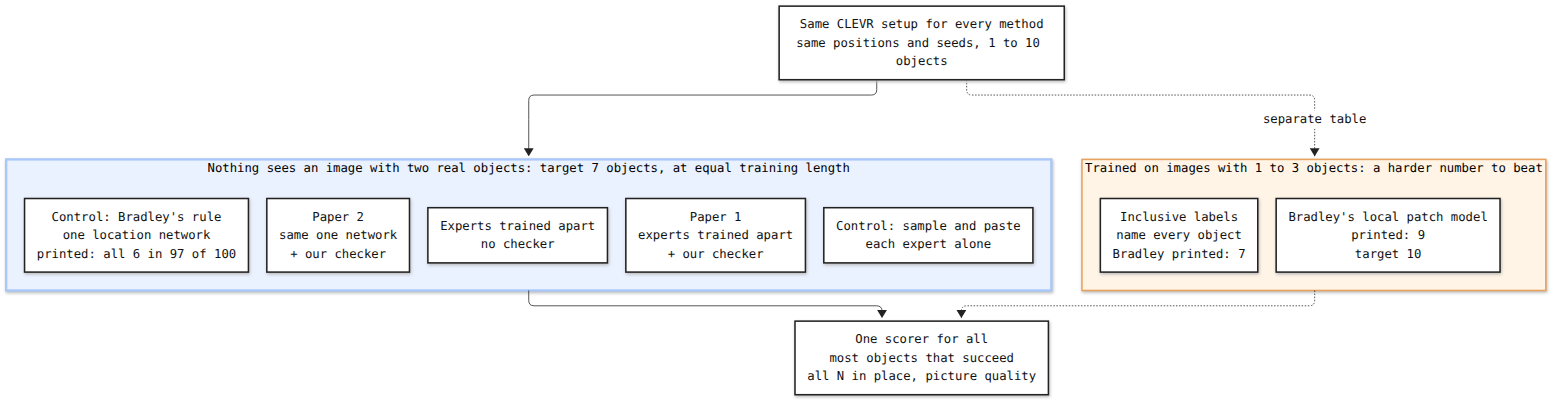 Same CLEVR setup for every method
same positions and seeds, 1 to 10
objects
separate table
Nothing sees an image with two real objects: target 7 objects, at equal training length
Control: Bradley's rule
one location network
printed: all 6 in 97 of 100
Paper 2
same one network
+ our checker
Experts trained apart
no checker
Paper 1
experts trained apart
+ our checker
Control: sample and paste
each expert alone
Trained on images with 1 to 3 objects: a harder number to beat
Inclusive labels
name every object
Bradley printed: 7
Bradley's local patch model
printed: 9
target 10
One scorer for all
most objects that succeed
all N in place, picture quality